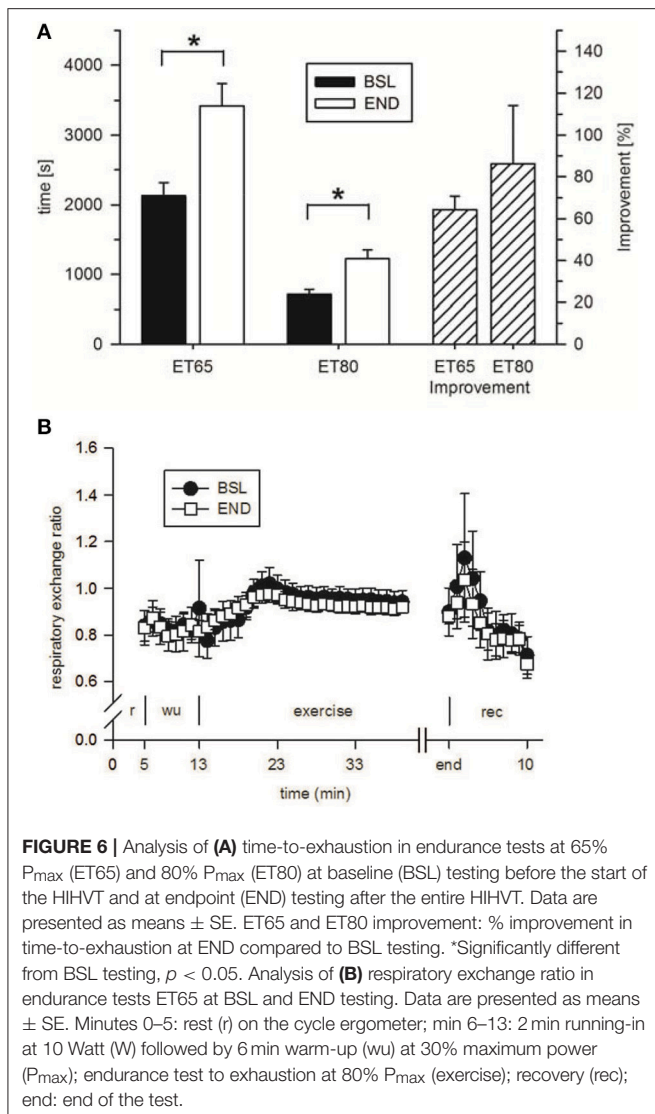 A
4000
3000
2000
1000
0
time [s]
*
*
BSL
END
140
120
100
80
60
40
20
0
Improvement [%]
ET65
ET80
ET65
ET80
Improvement
B
1.6
1.4
1.2
1.0
0.8
0.6
0.0
respiratory exchange ratio
BSL
END
r
wu
exercise
rec
0
5
13
23
33
end
10
time (min)
FIGURE 6 | Analysis of (A) time-to-exhaustion in endurance tests at 65%
Pmax (ET65) and 80% Pmax (ET80) at baseline (BSL) testing before the start of
the HIHVT and at endpoint (END) testing after the entire HIHVT. Data are
presented as means ± SE. ET65 and ET80 improvement: % improvement in
time-to-exhaustion at END compared to BSL testing. *Significantly different
from BSL testing, p < 0.05. Analysis of (B) respiratory exchange ratio in
endurance tests ET65 at BSL and END testing. Data are presented as means
± SE. Minutes 0–5: rest (r) on the cycle ergometer; min 6–13: 2 min running-in
at 10 Watt (W) followed by 6 min warm-up (wu) at 30% maximum power
(Pmax); endurance test to exhaustion at 80% Pmax (exercise); recovery (rec);
end: end of the test.